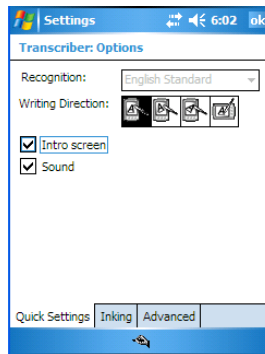 Settings 6:02 ok
Transcriber: Options
Recognition: English Standard
Writing Direction:
Intro screen
Sound
Quick Settings Inking Advanced